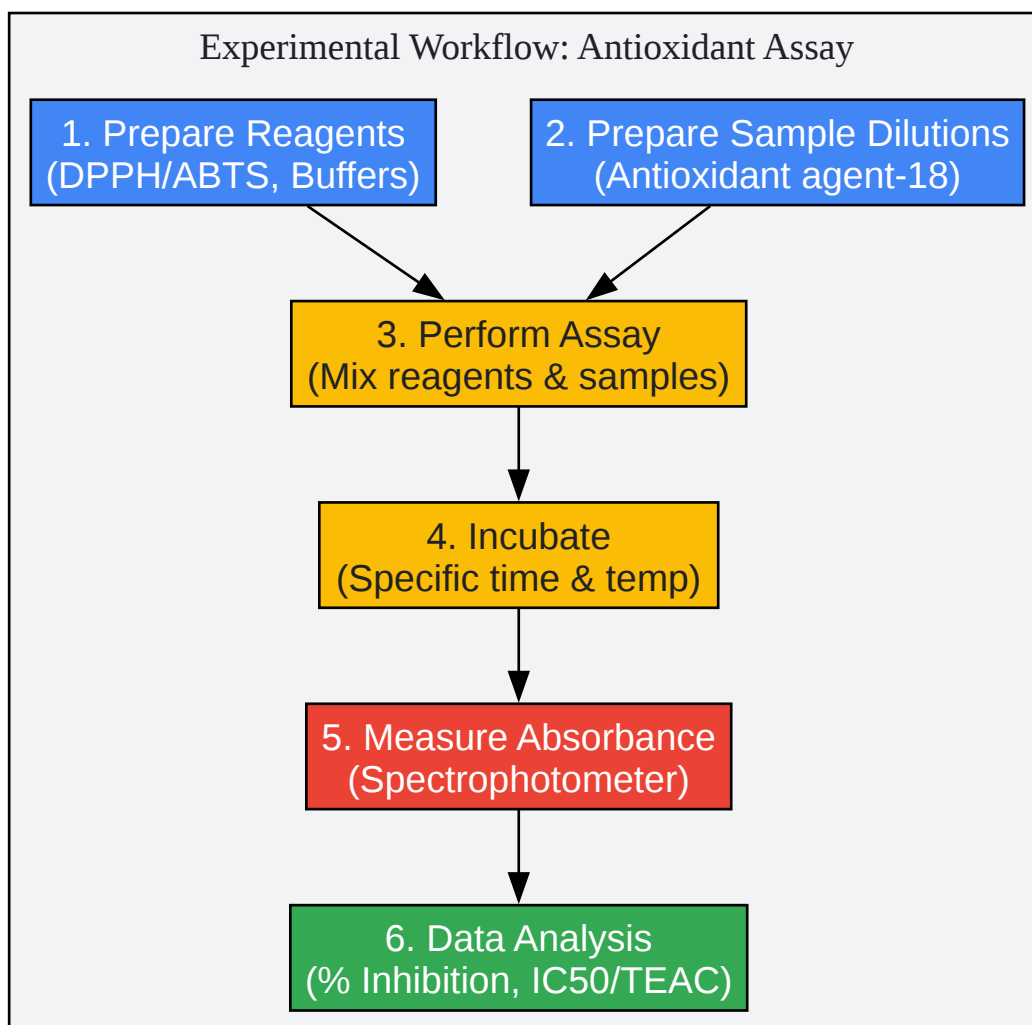 Experimental Workflow: Antioxidant Assay
1. Prepare Reagents
(DPPH/ABTS, Buffers)
2. Prepare Sample Dilutions
(Antioxidant agent-18)
3. Perform Assay
(Mix reagents & samples)
4. Incubate
(Specific time & temp)
5. Measure Absorbance
(Spectrophotometer)
6. Data Analysis
(% Inhibition, IC50/TEAC)